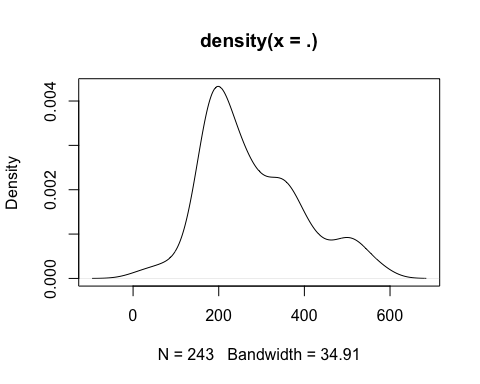 density(x = .)
Density
0.004
0.002
0.000
0 200 400 600
N = 243 Bandwidth = 34.91